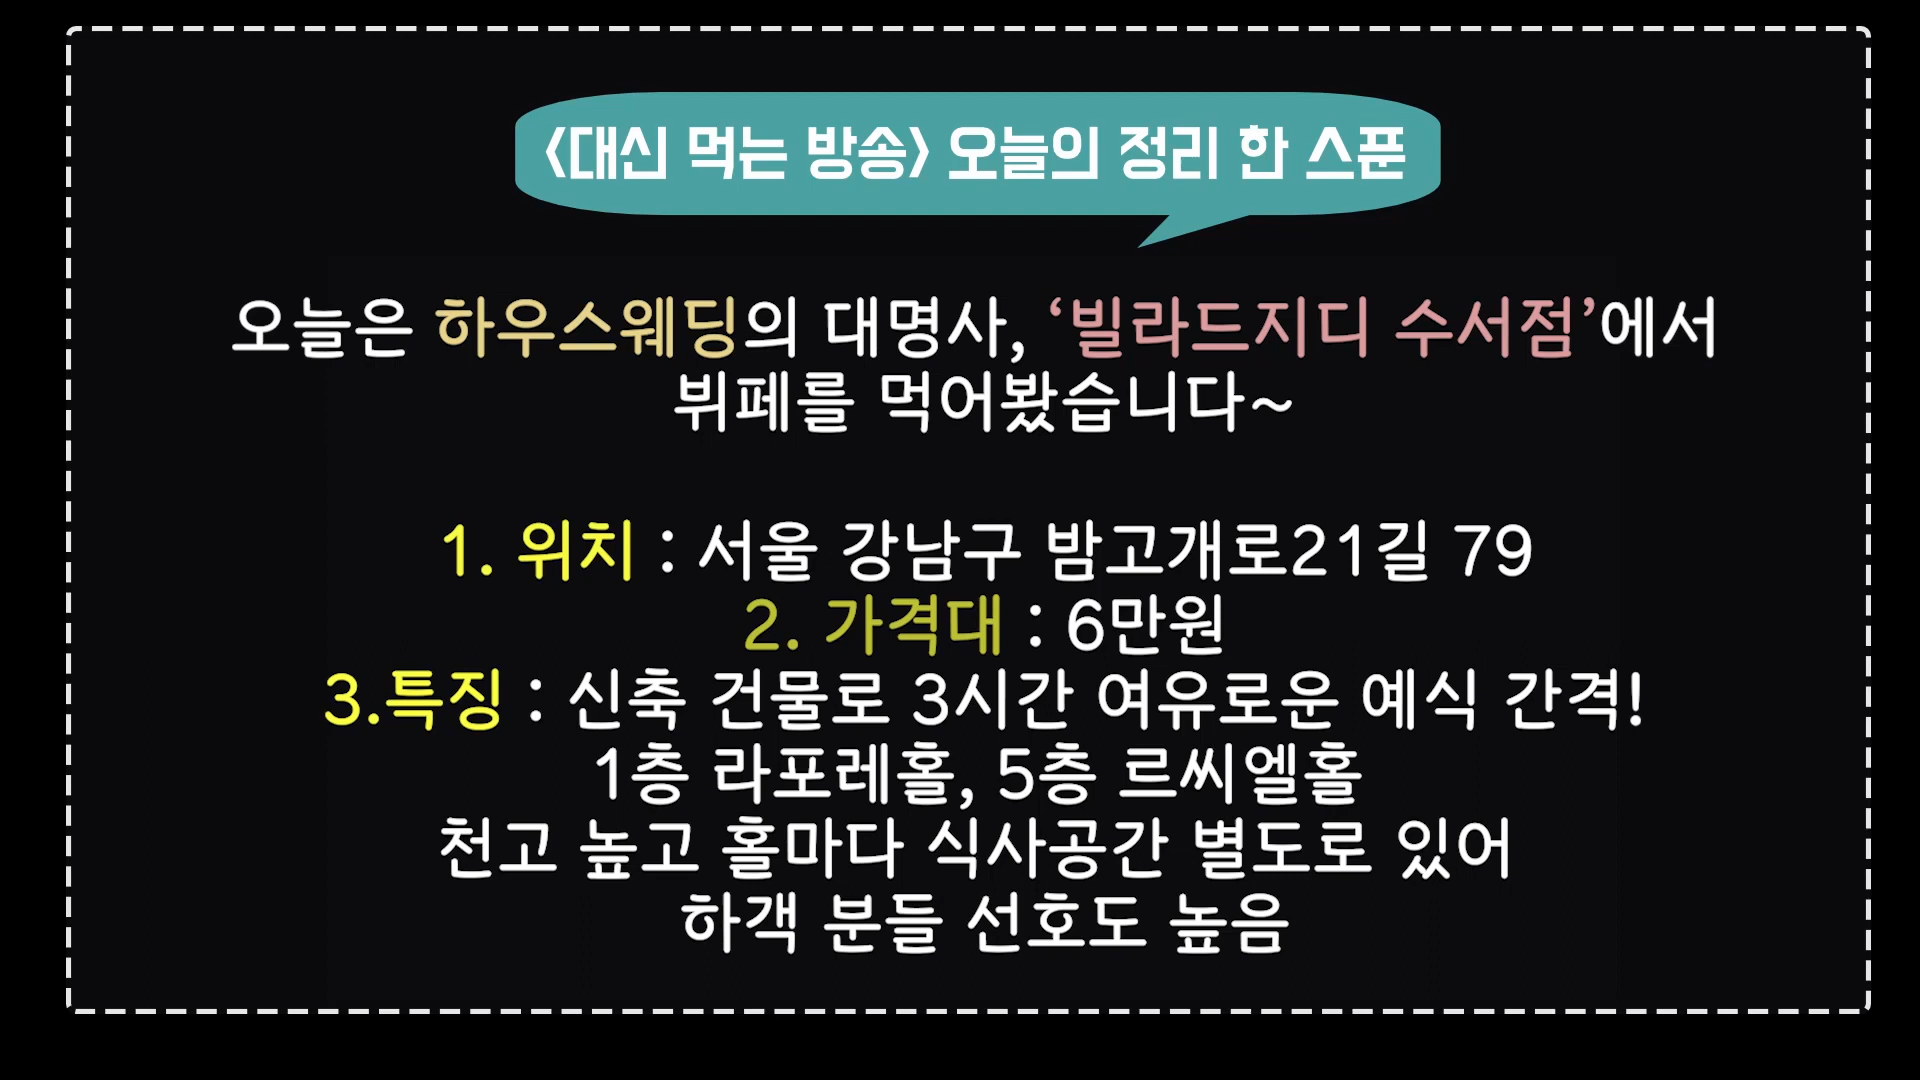 <대신 먹는 방송> 오늘의 정리 한 스푼
오늘은 하우스웨딩의 대명사, ‘빌라드지디 수서점’에서
뷔페를 먹어봤습니다~
1. 위치 : 서울 강남구 밤고개로21길 79
2. 가격대 : 6만원
3.특징 : 신축 건물로 3시간 여유로운 예식 간격!
1층 라포레홀, 5층 르씨엘홀
천고 높고 홀마다 식사공간 별도로 있어
하객 분들 선호도 높음